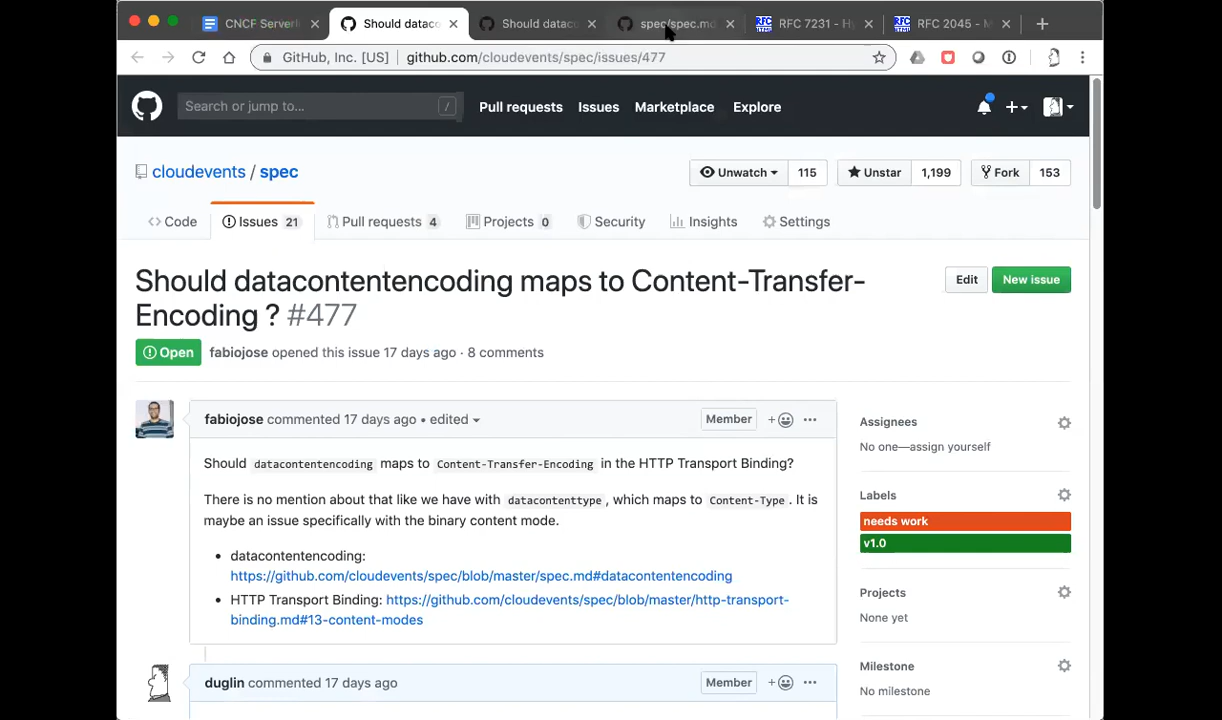 CNCF Serverl
Should dataco
Should dataco
spec/spec.md
RFC 7231 - H
RFC 2045 - M
GitHub, Inc. [US] github.com/cloudevents/spec/issues/477
Search or jump to… /
Pull requests Issues Marketplace Explore
cloudevents / spec
Unwatch 115 Unstar 1,199 Fork 153
Code Issues 21 Pull requests 4 Projects 0 Security Insights Settings
Should datacontentencoding maps to Content-Transfer-
Encoding ? #477
Edit New issue
Open fabiojose opened this issue 17 days ago · 8 comments
fabiojose commented 17 days ago • edited Member
Should datacontentencoding maps to Content-Transfer-Encoding in the HTTP Transport Binding?
There is no mention about that like we have with datacontenttype, which maps to Content-Type. It is
maybe an issue specifically with the binary content mode.
• datacontentencoding:
https://github.com/cloudevents/spec/blob/master/spec.md#datacontentencoding
• HTTP Transport Binding: https://github.com/cloudevents/spec/blob/master/http-transport-
binding.md#13-content-modes
duglin commented 17 days ago Member
Assignees
No one—assign yourself
Labels
needs work
v1.0
Projects
None yet
Milestone
No milestone